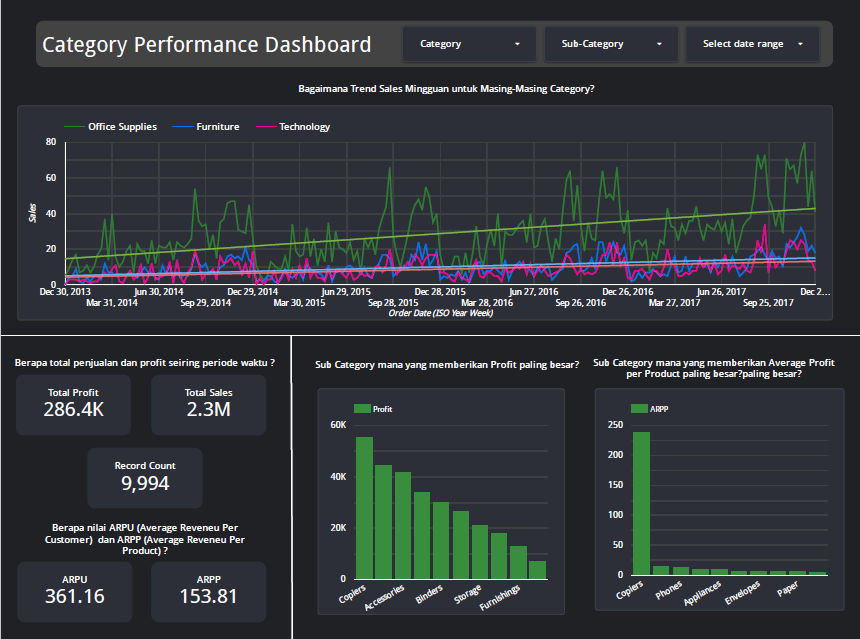 Category Performance Dashboard
Category
Sub-Category
Select date range
Bagaimana Trend Sales Mingguan untuk Masing-Masing Category?
Office Supplies
Furniture
Technology
80
60
40
20
0
Sales
Dec 30, 2013
Mar 31, 2014
Jun 30, 2014
Sep 29, 2014
Dec 29, 2014
Mar 30, 2015
Jun 29, 2015
Sep 28, 2015
Dec 28, 2015
Mar 28, 2016
Jun 27, 2016
Sep 26, 2016
Dec 26, 2016
Mar 27, 2017
Jun 26, 2017
Sep 25, 2017
Dec 2…
Order Date (ISO Year Week)
Berapa total penjualan dan profit seiring periode waktu ?
Total Profit
286.4K
Total Sales
2.3M
Record Count
9,994
Berapa nilai ARPU (Average Reveneu Per
Customer) dan ARPP (Average Reveneu Per
Product) ?
ARPU
361.16
ARPP
153.81
Sub Category mana yang memberikan Profit paling besar?
Profit
60K
40K
20K
0
Copiers
Accessories
Binders
Storage
Furnishings
Sub Category mana yang memberikan Average Profit
per Product paling besar?paling besar?
ARPP
250
200
150
100
50
0
Copiers
Phones
Appliances
Envelopes
Paper